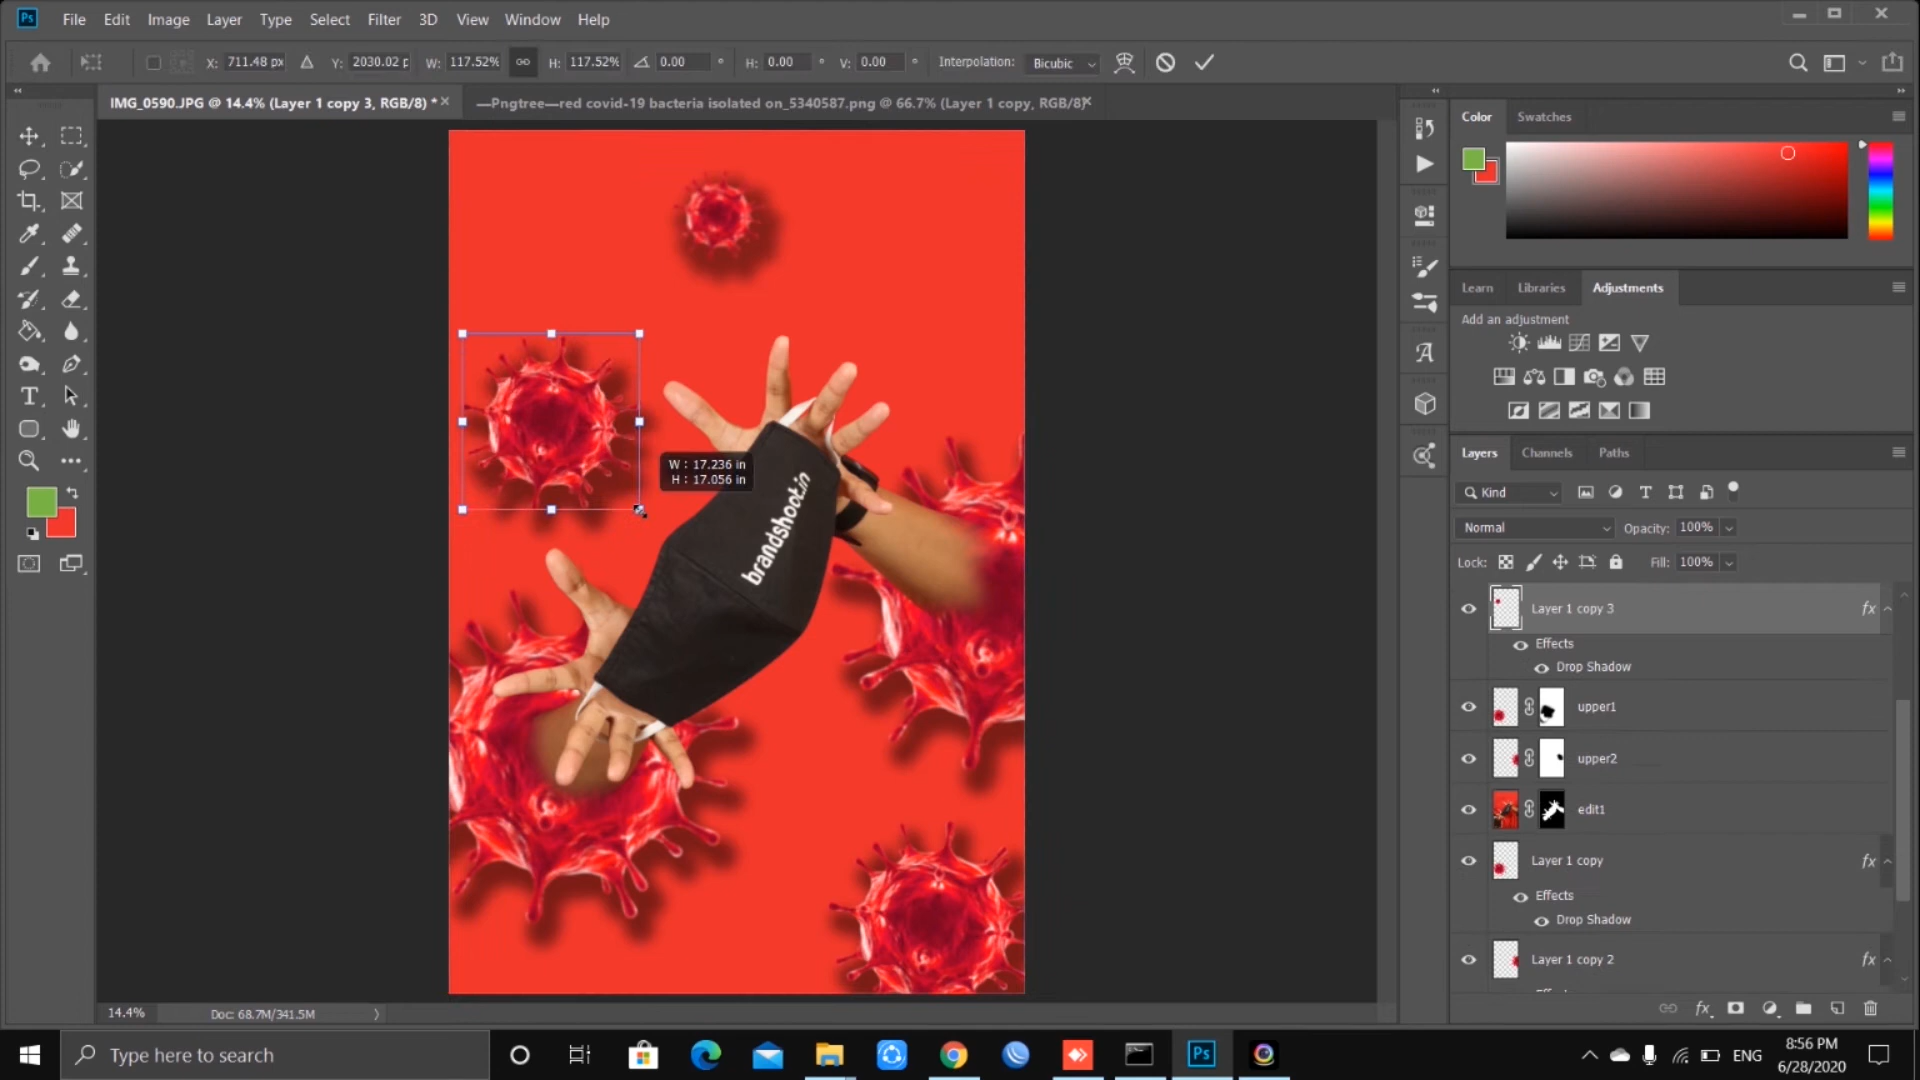 Ps File Edit Image Layer Type Select Filter 3D View Window Help
X: 711.48 px Y: 2030.02 p W: 117.52% H: 117.52% 0.00 ° H: 0.00 ° V: 0.00 ° Interpolation: Bicubic
IMG_0590.JPG @ 14.4% (Layer 1 copy 3, RGB/8) * —Pngtree—red covid-19 bacteria isolated on_5340587.png @ 66.7% (Layer 1 copy, RGB/8)
Color Swatches
Learn Libraries Adjustments
Add an adjustment
W : 17.236 in
H : 17.056 in
brandshoot.in
Layers Channels Paths
Kind
Normal Opacity: 100%
Lock: Fill: 100%
Layer 1 copy 3 fx
Effects
Drop Shadow
upper1
upper2
edit1
Layer 1 copy fx
Effects
Drop Shadow
Layer 1 copy 2 fx
14.4% Doc: 68.7M/341.5M
fx
Type here to search
Ps
ENG
8:56 PM
6/28/2020